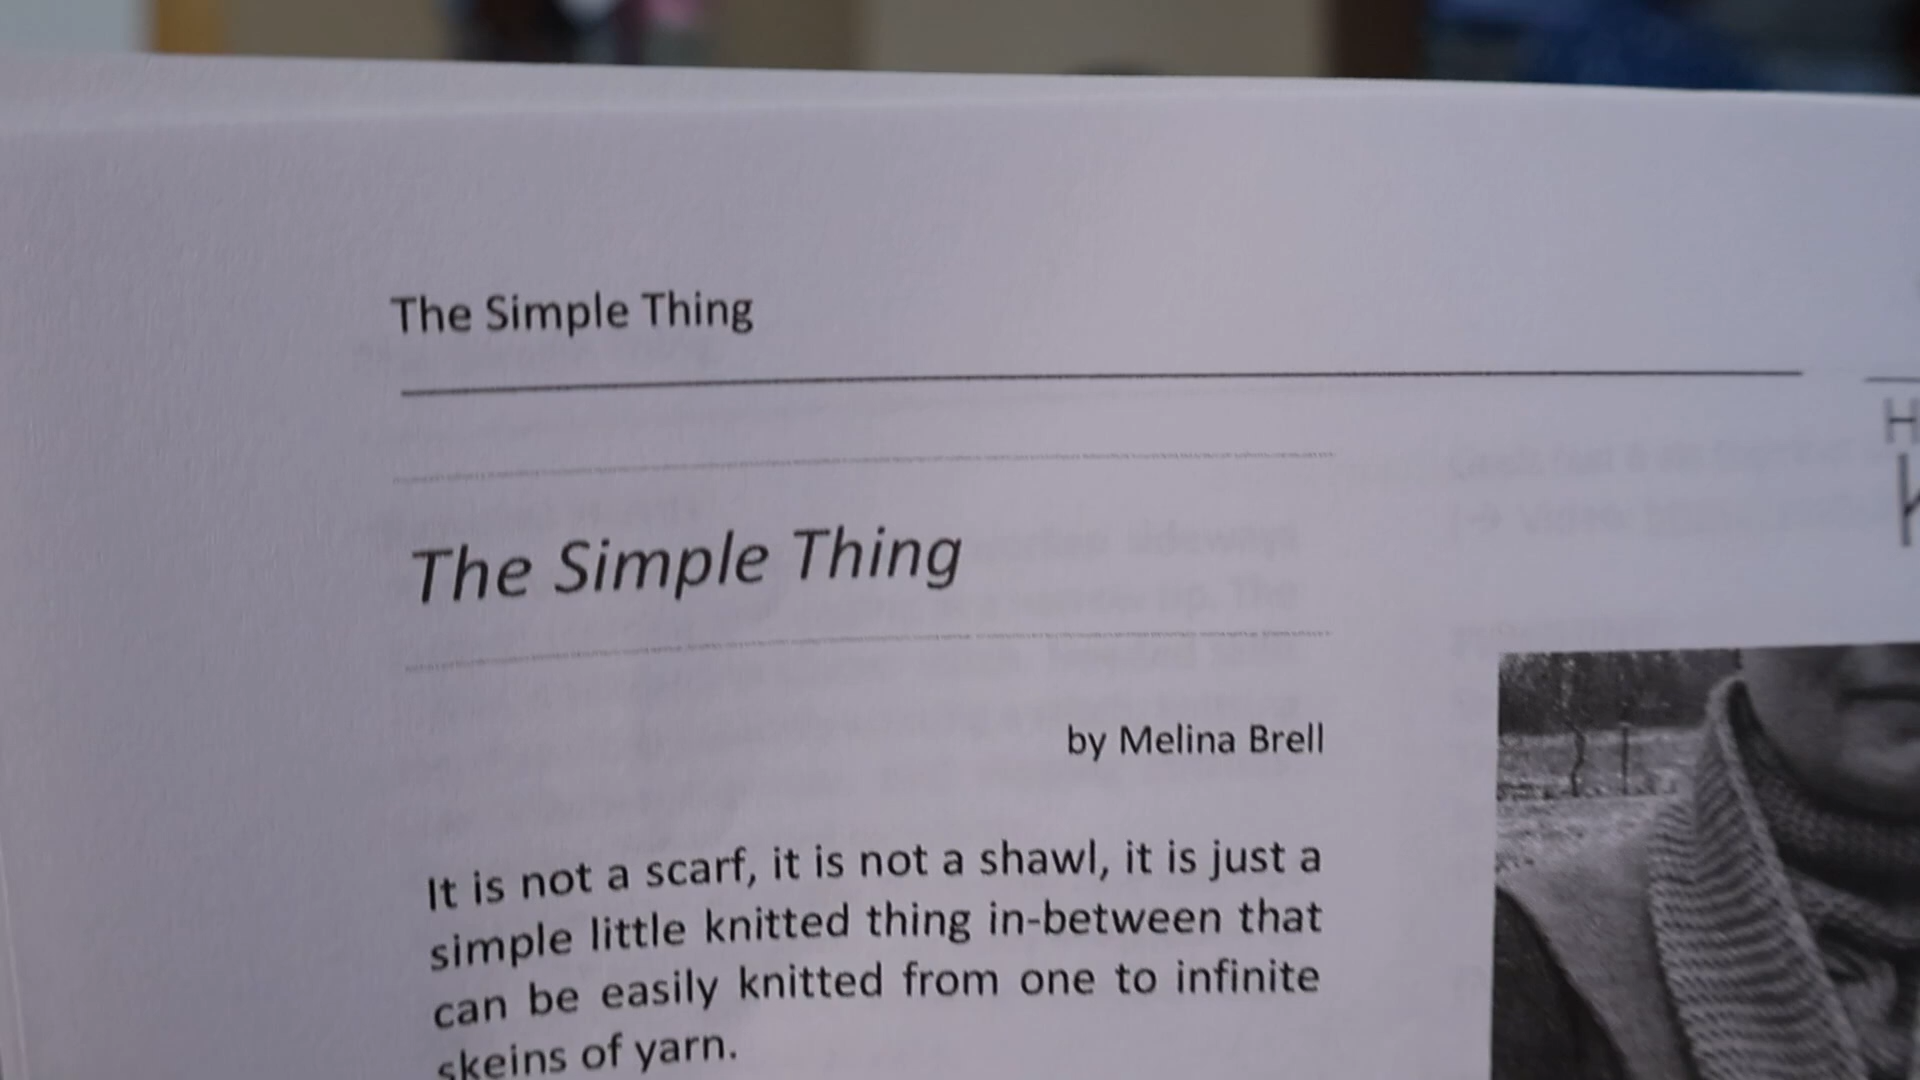 The Simple Thing
The Simple Thing
by Melina Brell
It is not a scarf, it is not a shawl, it is just a
simple little knitted thing in-between that
can be easily knitted from one to infinite
skeins of yarn.